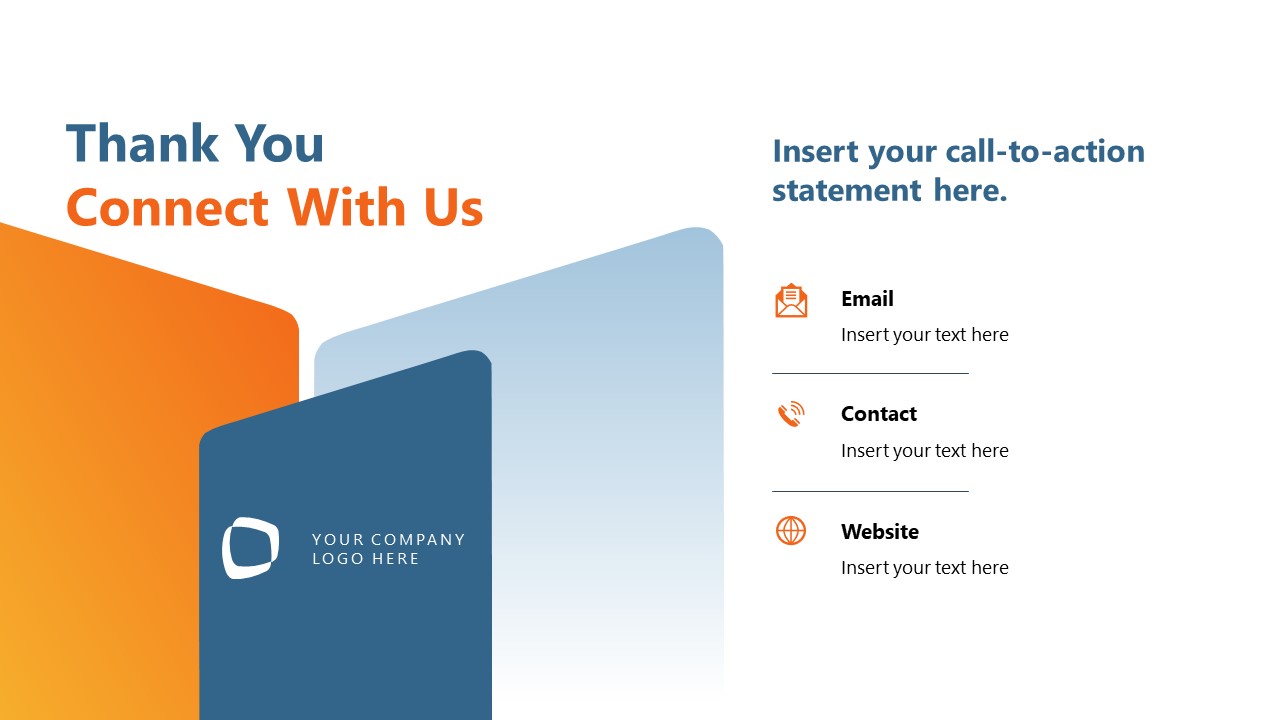 Thank You
Connect With Us
YOUR COMPANY
LOGO HERE
Insert your call-to-action
statement here.
Email
Insert your text here
Contact
Insert your text here
Website
Insert your text here